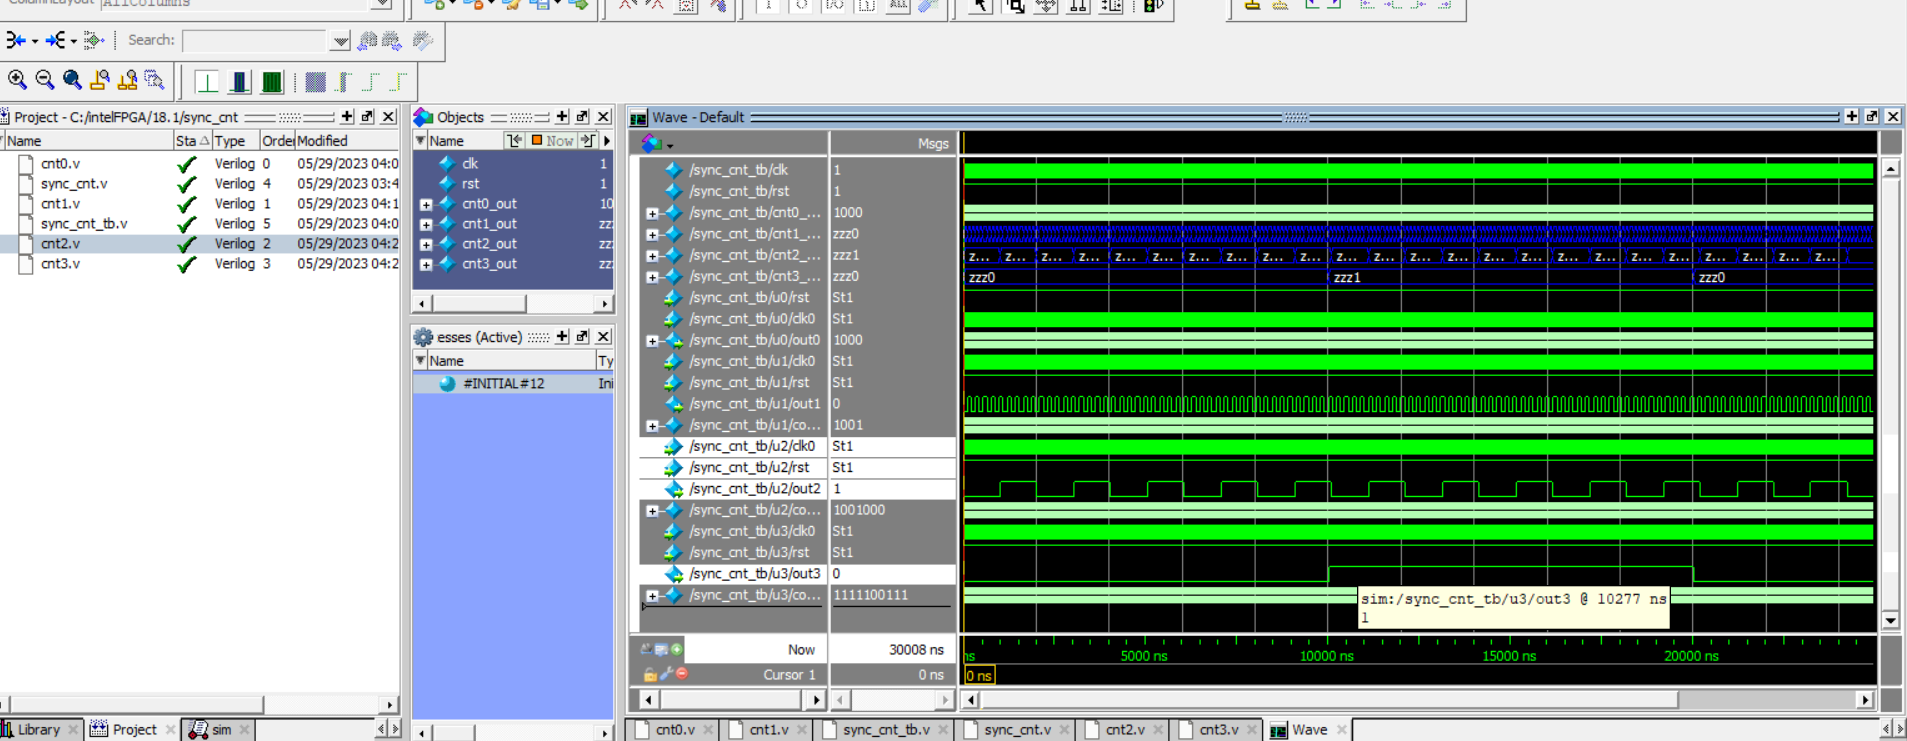 ColumnLayout AllColumns
Search:
Project - C:/intelFPGA/18.1/sync_cnt
Name Sta Type Order Modified
cnt0.v Verilog 0 05/29/2023 04:0
sync_cnt.v Verilog 4 05/29/2023 03:4
cnt1.v Verilog 1 05/29/2023 04:1
sync_cnt_tb.v Verilog 5 05/29/2023 04:0
cnt2.v Verilog 2 05/29/2023 04:2
cnt3.v Verilog 3 05/29/2023 04:2
Library Project sim
Objects
Name Now
clk 1
rst 1
cnt0_out 10
cnt1_out zz
cnt2_out zz
cnt3_out zz
esses (Active)
Name Ty
#INITIAL#12 Ini
Wave - Default
Msgs
/sync_cnt_tb/clk 1
/sync_cnt_tb/rst 1
/sync_cnt_tb/cnt0_... 1000
/sync_cnt_tb/cnt1_... zzz0
/sync_cnt_tb/cnt2_... zzz1 z... z... z... z... z... z... z... z... z... z... z... z... z... z... z... z... z... z... z... z... z... z... z... z...
/sync_cnt_tb/cnt3_... zzz0 zzz0 zzz1 zzz0
/sync_cnt_tb/u0/rst St1
/sync_cnt_tb/u0/clk0 St1
/sync_cnt_tb/u0/out0 1000
/sync_cnt_tb/u1/clk0 St1
/sync_cnt_tb/u1/rst St1
/sync_cnt_tb/u1/out1 0
/sync_cnt_tb/u1/co... 1001
/sync_cnt_tb/u2/clk0 St1
/sync_cnt_tb/u2/rst St1
/sync_cnt_tb/u2/out2 1
/sync_cnt_tb/u2/co... 1001000
/sync_cnt_tb/u3/clk0 St1
/sync_cnt_tb/u3/rst St1
/sync_cnt_tb/u3/out3 0
/sync_cnt_tb/u3/co... 1111100111
sim:/sync_cnt_tb/u3/out3 @ 10277 ns
1
Now 30008 ns ns 5000 ns 10000 ns 15000 ns 20000 ns
Cursor 1 0 ns 0 ns
cnt0.v cnt1.v sync_cnt_tb.v sync_cnt.v cnt2.v cnt3.v Wave